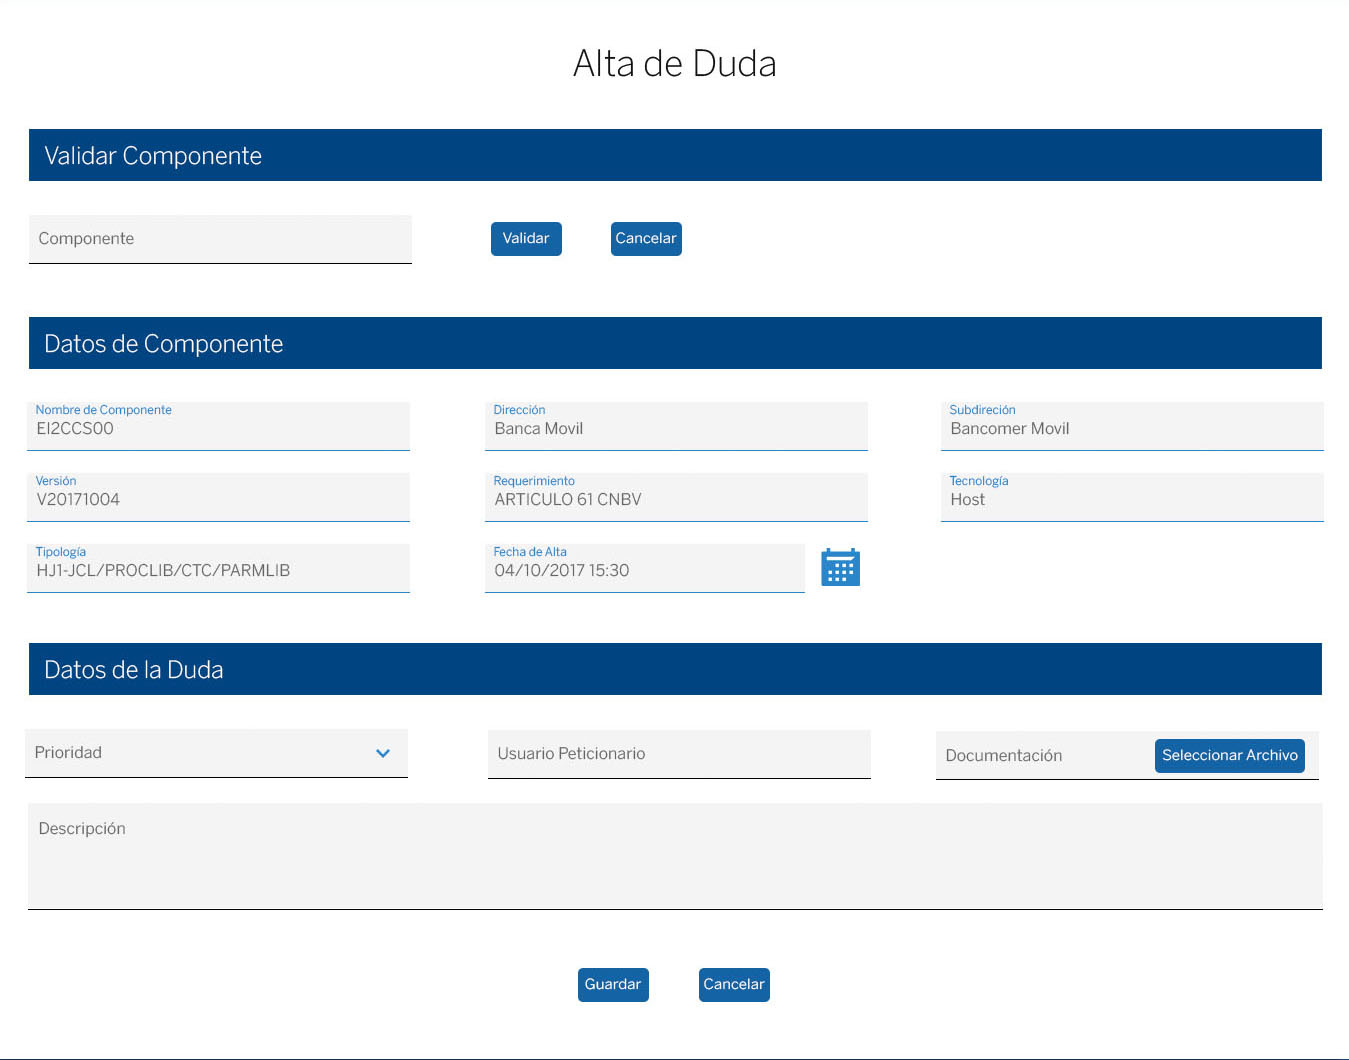 Alta de Duda
Validar Componente
Componente
Validar
Cancelar
Datos de Componente
Nombre de Componente
EI2CCS00
Dirección
Banca Movil
Subdireción
Bancomer Movil
Versión
V20171004
Requerimiento
ARTICULO 61 CNBV
Tecnología
Host
Tipología
HJ1-JCL/PROCLIB/CTC/PARMLIB
Fecha de Alta
04/10/2017 15:30
Datos de la Duda
Prioridad
Usuario Peticionario
Documentación
Seleccionar Archivo
Descripción
Guardar
Cancelar